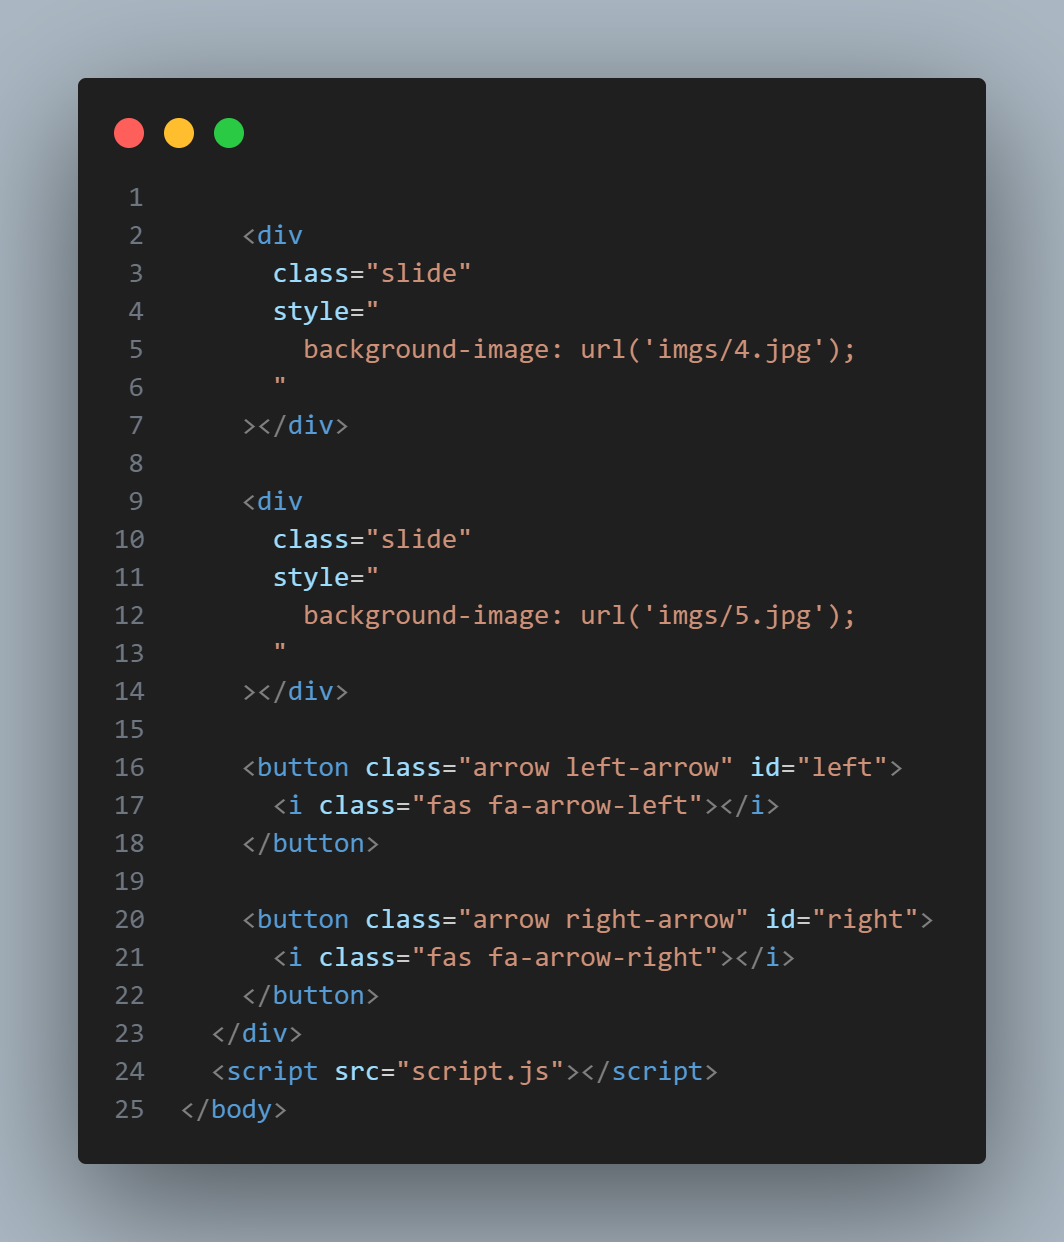 1
2     <div
3       class="slide"
4       style="
5         background-image: url('imgs/4.jpg');
6       "
7     ></div>
8
9     <div
10       class="slide"
11       style="
12         background-image: url('imgs/5.jpg');
13       "
14     ></div>
15
16     <button class="arrow left-arrow" id="left">
17       <i class="fas fa-arrow-left"></i>
18     </button>
19
20     <button class="arrow right-arrow" id="right">
21       <i class="fas fa-arrow-right"></i>
22     </button>
23   </div>
24   <script src="script.js"></script>
25 </body>